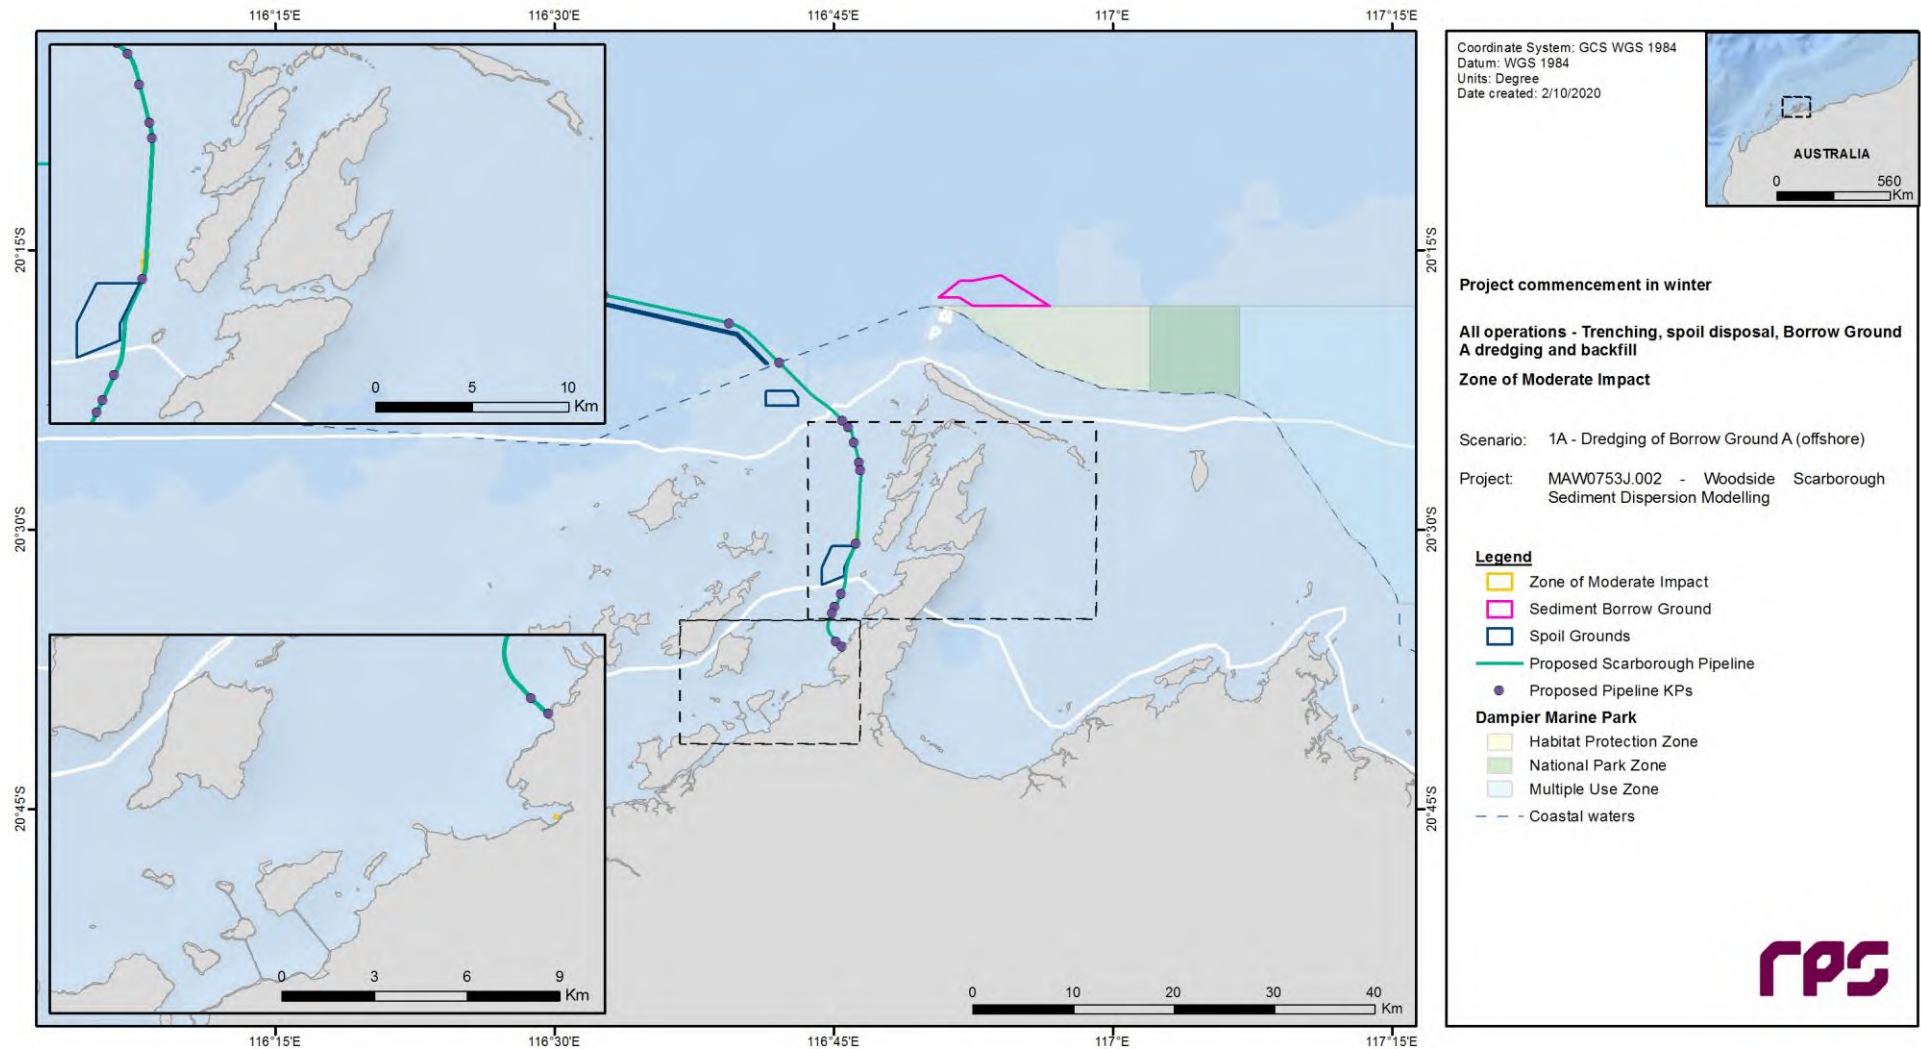 116°15'E 116°30'E 116°45'E 117°E 117°15'E
20°15'S
20°30'S
20°45'S
0 5 10
Km
0 3 6 9
Km
0 10 20 30 40
Km
20°15'S
20°30'S
20°45'S
116°15'E 116°30'E 116°45'E 117°E 117°15'E
Coordinate System: GCS WGS 1984
Datum: WGS 1984
Units: Degree
Date created: 2/10/2020
AUSTRALIA
0 560
Km
Project commencement in winter
All operations - Trenching, spoil disposal, Borrow Ground
A dredging and backfill
Zone of Moderate Impact
Scenario: 1A - Dredging of Borrow Ground A (offshore)
Project: MAW0753J.002 - Woodside Scarborough
Sediment Dispersion Modelling
Legend
Zone of Moderate Impact
Sediment Borrow Ground
Spoil Grounds
Proposed Scarborough Pipeline
Proposed Pipeline KPs
Dampier Marine Park
Habitat Protection Zone
National Park Zone
Multiple Use Zone
Coastal waters
rps